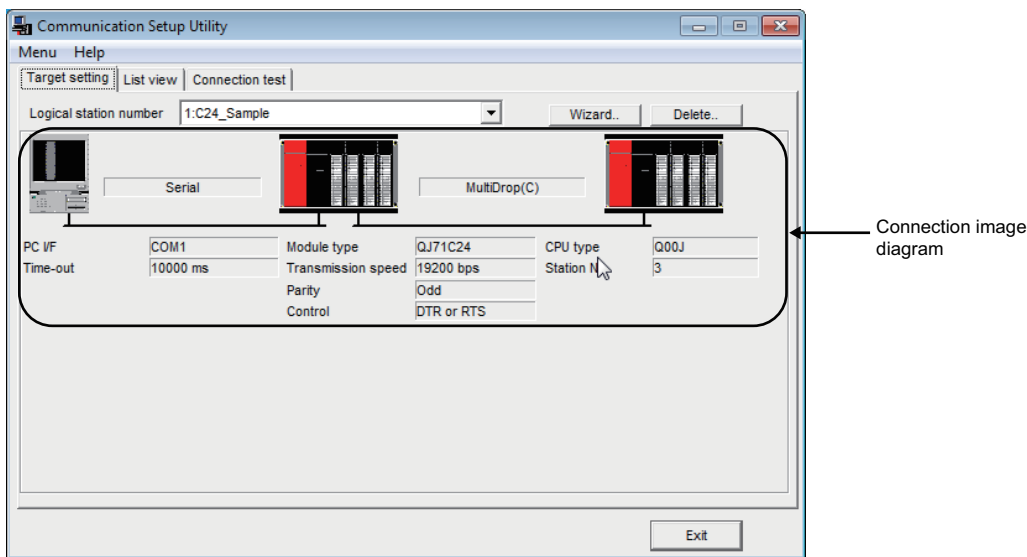 Communication Setup Utility
Menu Help
Target setting List view Connection test
Logical station number 1:C24_Sample Wizard.. Delete..
Serial MultiDrop(C)
PC I/F COM1 Module type QJ71C24 CPU type Q00J
Time-out 10000 ms Transmission speed 19200 bps Station N 3
Parity Odd
Control DTR or RTS
Connection image
diagram
Exit